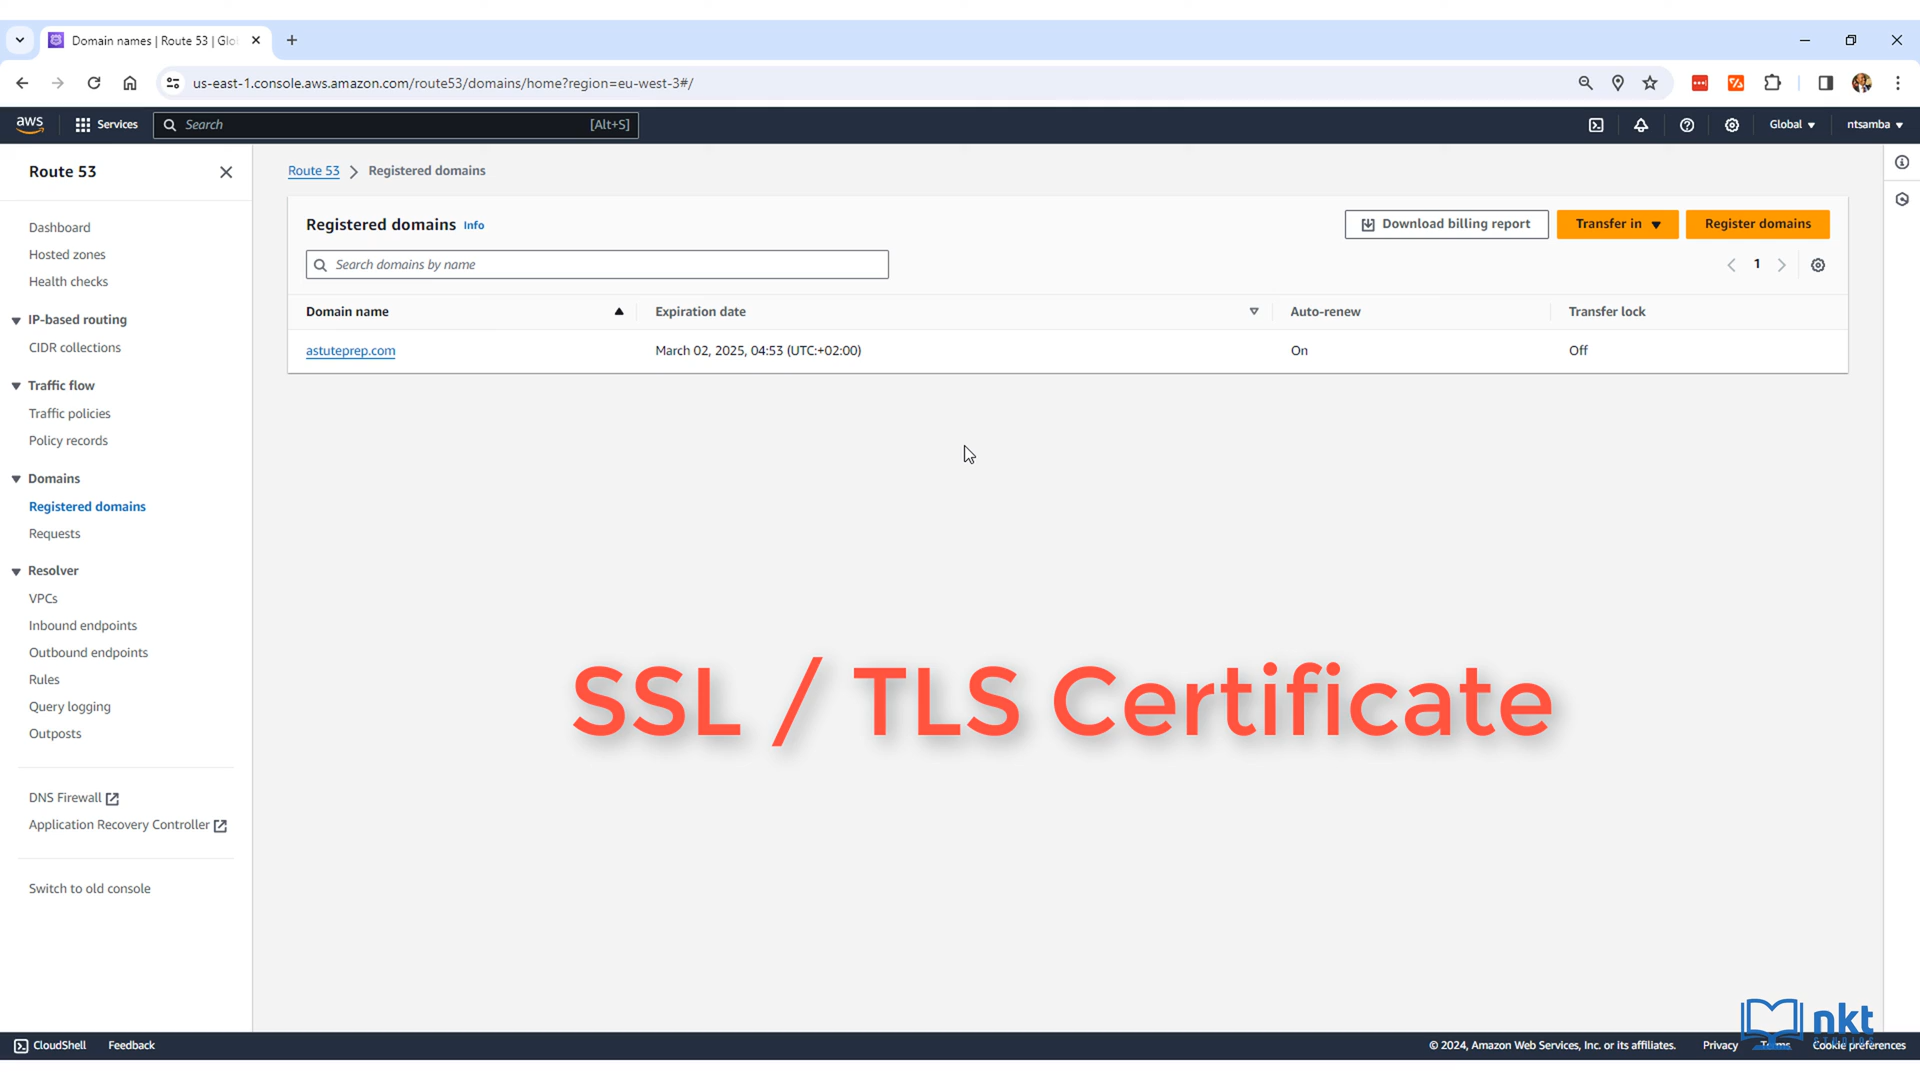 Domain names | Route 53 | Glo
us-east-1.console.aws.amazon.com/route53/domains/home?region=eu-west-3#/
aws
Services
Search
[Alt+S]
Global
ntsamba
Route 53
Dashboard
Hosted zones
Health checks
IP-based routing
CIDR collections
Traffic flow
Traffic policies
Policy records
Domains
Registered domains
Requests
Resolver
VPCs
Inbound endpoints
Outbound endpoints
Rules
Query logging
Outposts
DNS Firewall
Application Recovery Controller
Switch to old console
Route 53 > Registered domains
Registered domains Info
Download billing report
Transfer in
Register domains
Search domains by name
1
Domain name
Expiration date
Auto-renew
Transfer lock
astuteprep.com
March 02, 2025, 04:53 (UTC:+02:00)
On
Off
SSL / TLS Certificate
nkt
STUDIOS
CloudShell
Feedback
© 2024, Amazon Web Services, Inc. or its affiliates.
Privacy
Terms
Cookie preferences